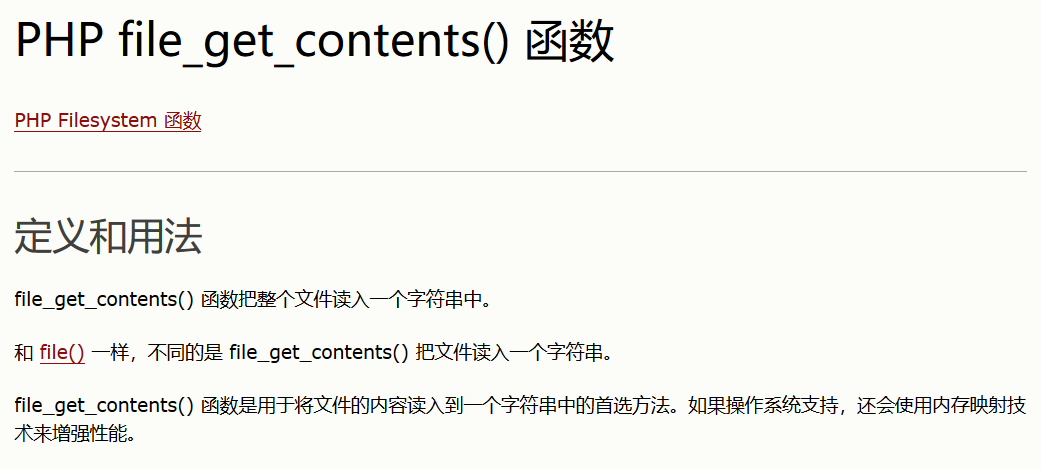 PHP file_get_contents() 函数
PHP Filesystem 函数
定义和用法
file_get_contents() 函数把整个文件读入一个字符串中。
和 file() 一样，不同的是 file_get_contents() 把文件读入一个字符串。
file_get_contents() 函数是用于将文件的内容读入到一个字符串中的首选方法。如果操作系统支持，还会使用内存映射技
术来增强性能。